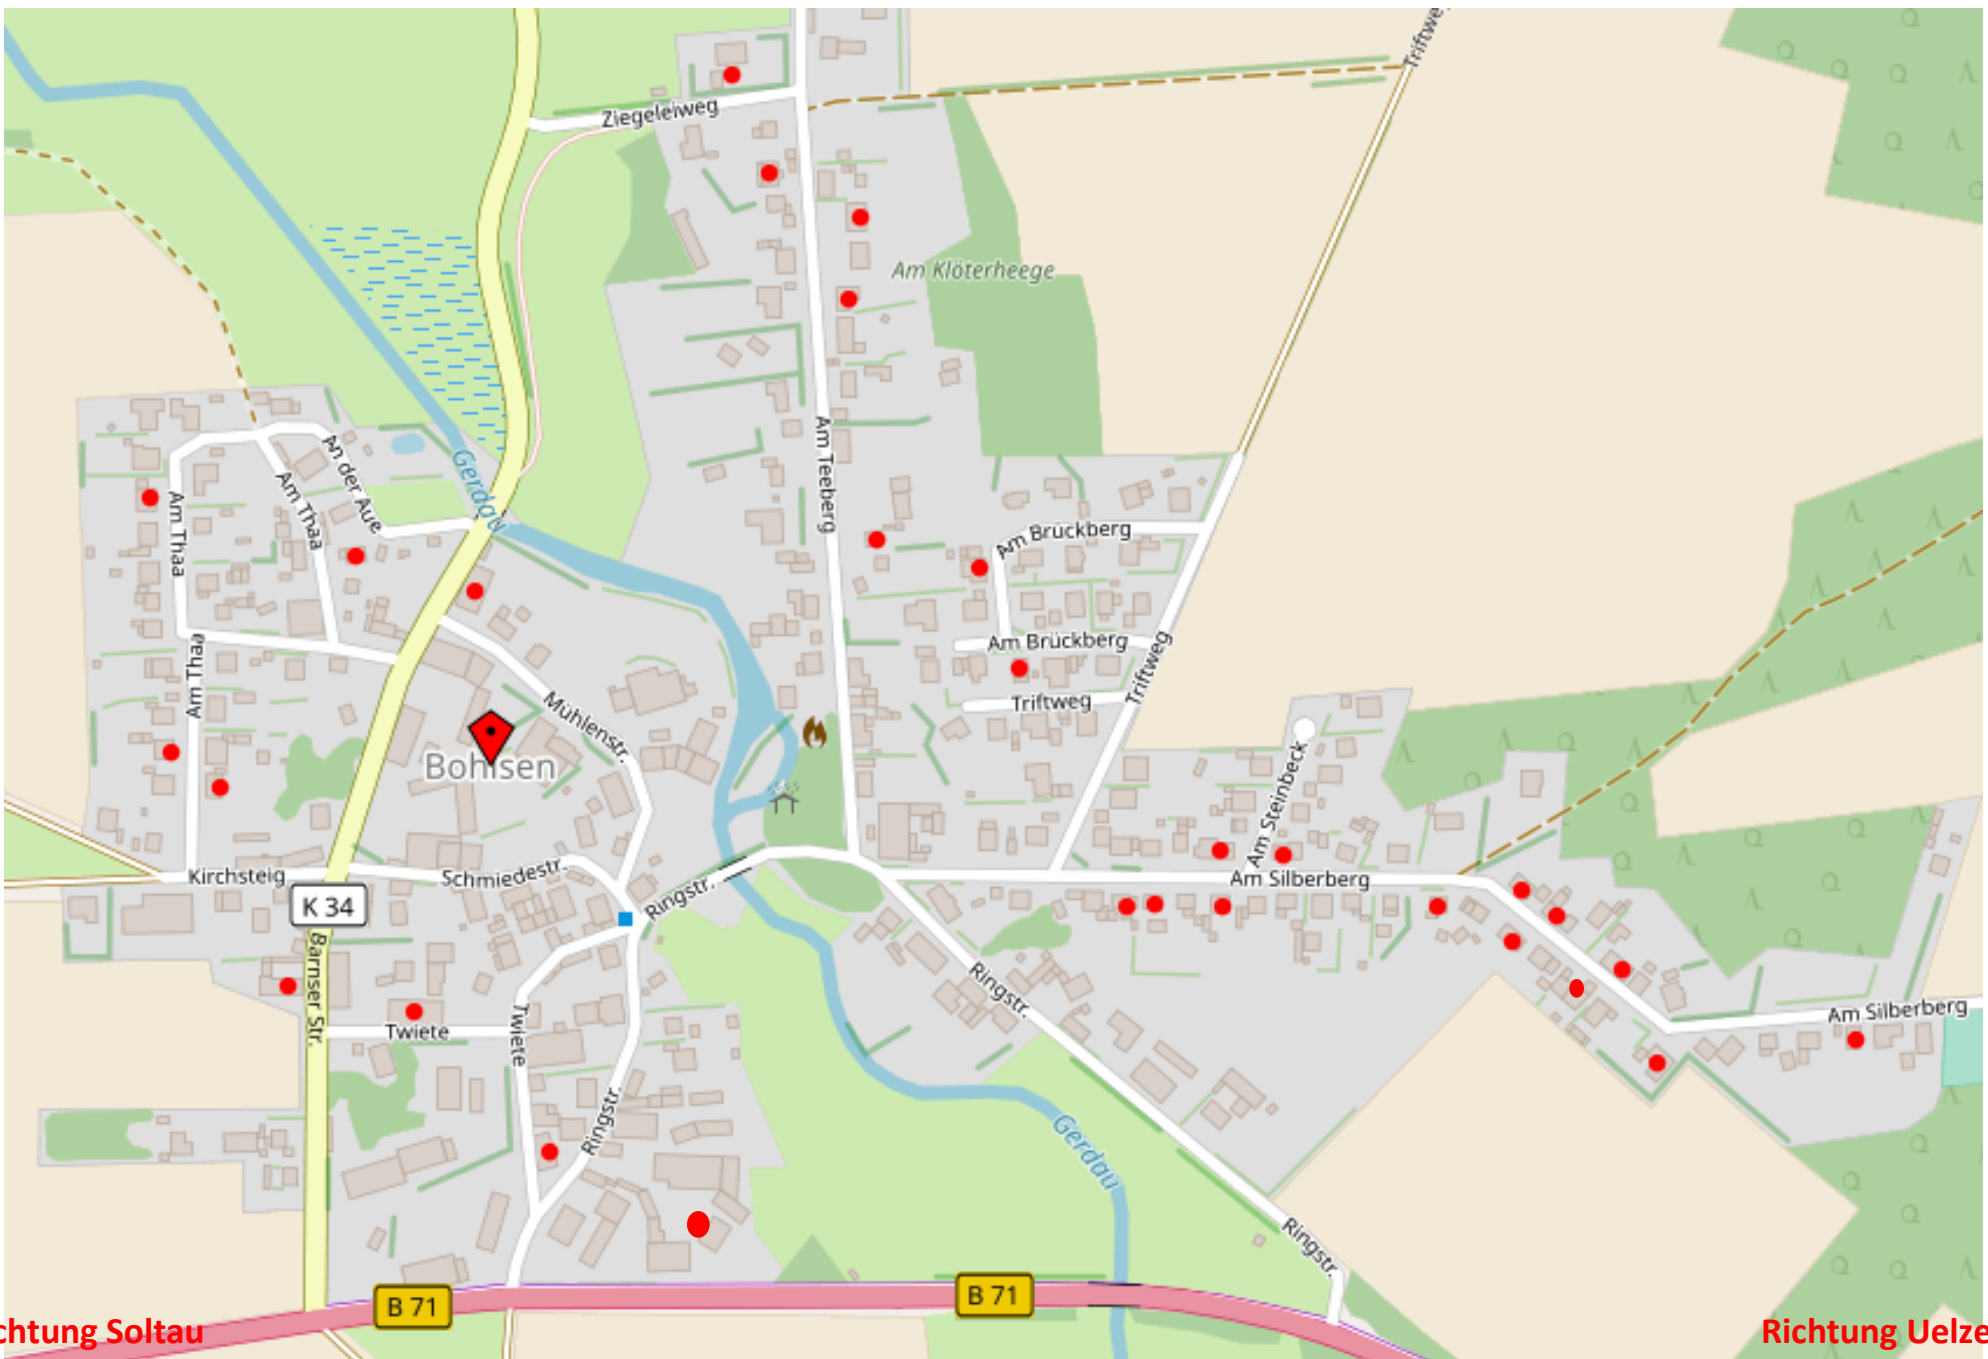 Triftweg
Ziegeleiweg
Am Klöterheege
Am Teeberg
An der Aue
Am Thaa
Am Thaa
Gerdau
Am Brückberg
Am Brückberg
Triftweg
Triftweg
Am Thaa
Mühlenstr.
Bohlsen
Am Steinbeck
Kirchsteig
Schmiedestr.
Ringstr.
Am Silberberg
K 34
Barnser Str.
Ringstr.
Am Silberberg
Twiete
Twiete
Ringstr.
Gerdau
Ringstr.
B 71
B 71
chtung Soltau
Richtung Uelze